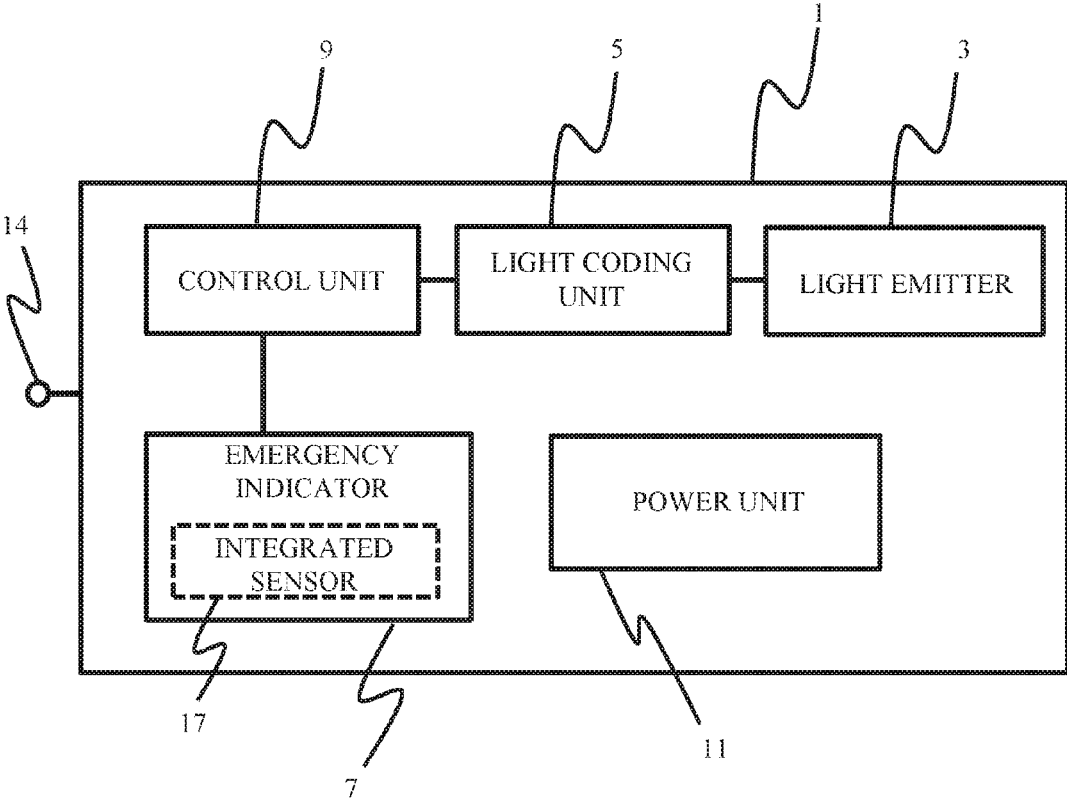 1
9
5
3
14
CONTROL UNIT
LIGHT CODING
UNIT
LIGHT EMITTER
EMERGENCY
INDICATOR
INTEGRATED
SENSOR
POWER UNIT
17
7
11